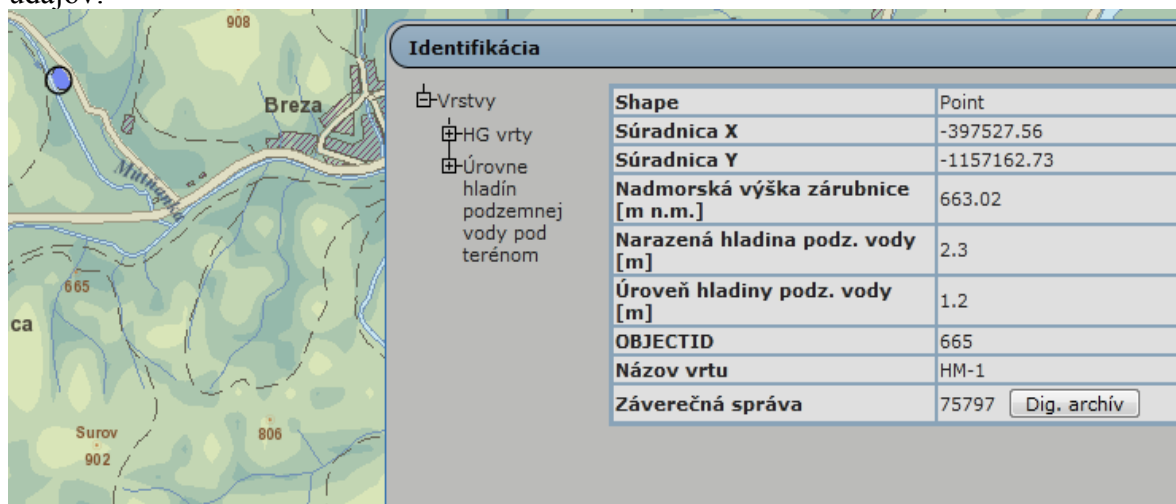 údajov.
908
Breza
Mútňanka
665
ca
Surov
902
806
Identifikácia
Vrstvy
HG vrty
Úrovne
hladín
podzemnej
vody pod
terénom
Shape Point
Súradnica X -397527.56
Súradnica Y -1157162.73
Nadmorská výška zárubnice
[m n.m.] 663.02
Narazená hladina podz. vody
[m] 2.3
Úroveň hladiny podz. vody
[m] 1.2
OBJECTID 665
Názov vrtu HM-1
Záverečná správa 75797 Dig. archív